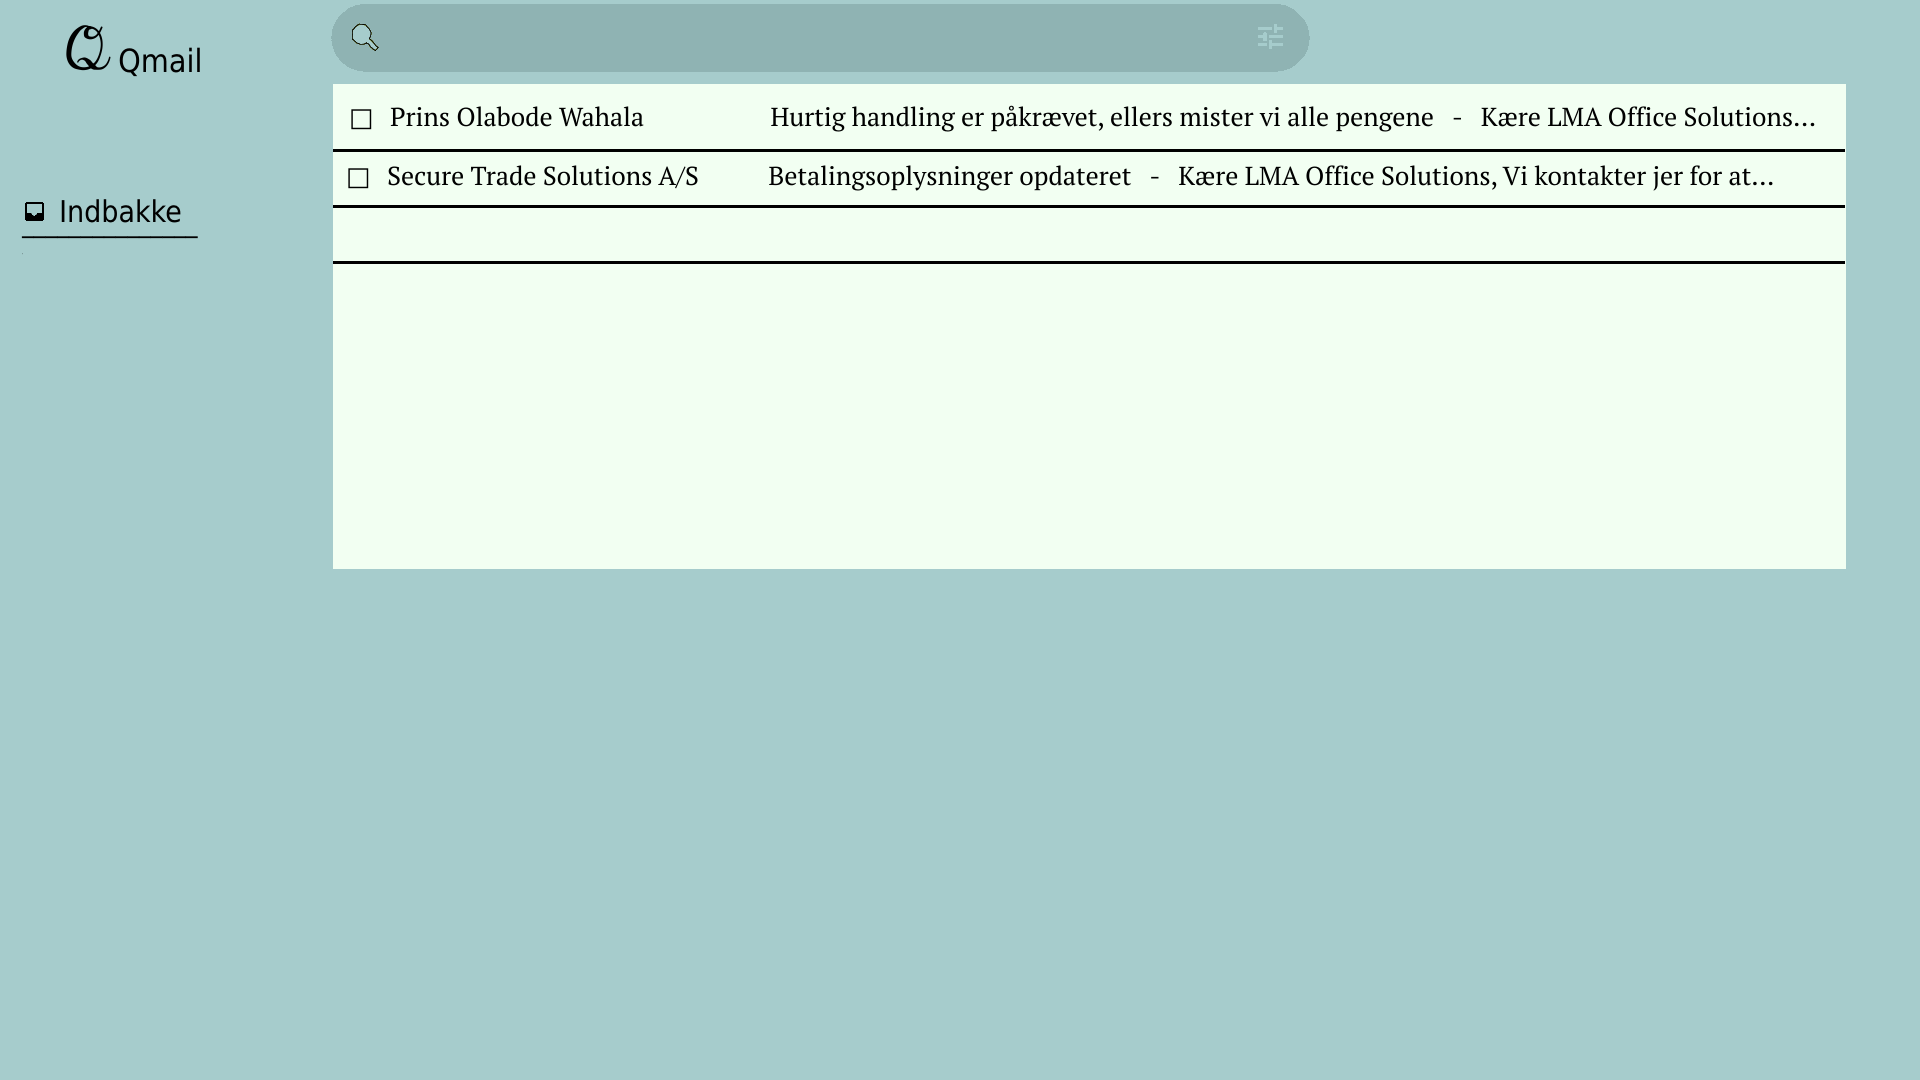 Q Qmail
Prins Olabode Wahala Hurtig handling er påkrævet, ellers mister vi alle pengene - Kære LMA Office Solutions...
Secure Trade Solutions A/S Betalingsoplysninger opdateret - Kære LMA Office Solutions, Vi kontakter jer for at...
Indbakke